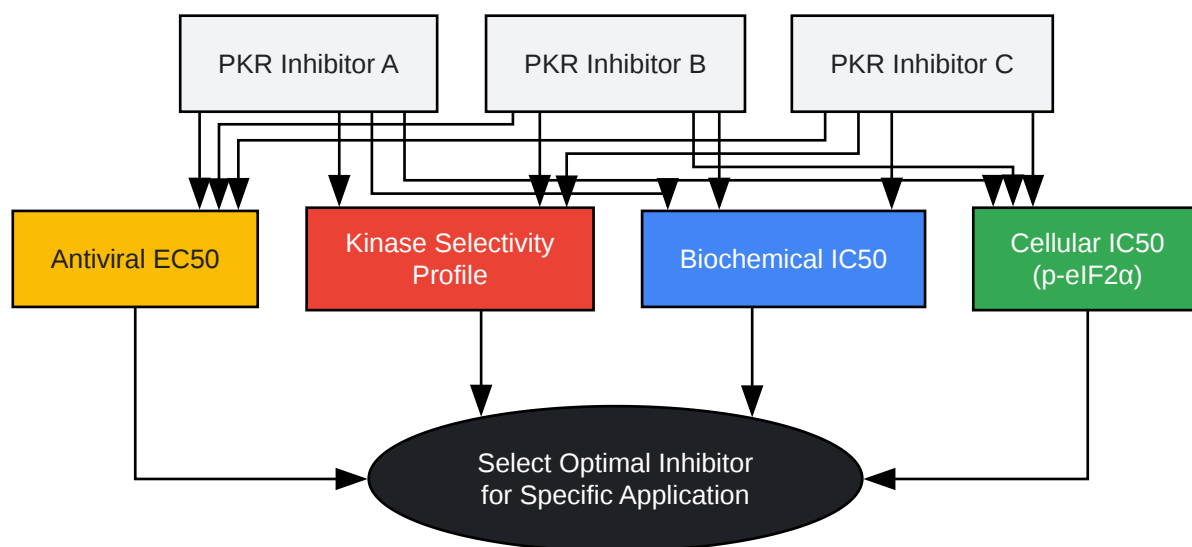 PKR Inhibitor A
PKR Inhibitor B
PKR Inhibitor C
Antiviral EC50
Kinase Selectivity
Profile
Biochemical IC50
Cellular IC50
(p-eIF2α)
Select Optimal Inhibitor
for Specific Application